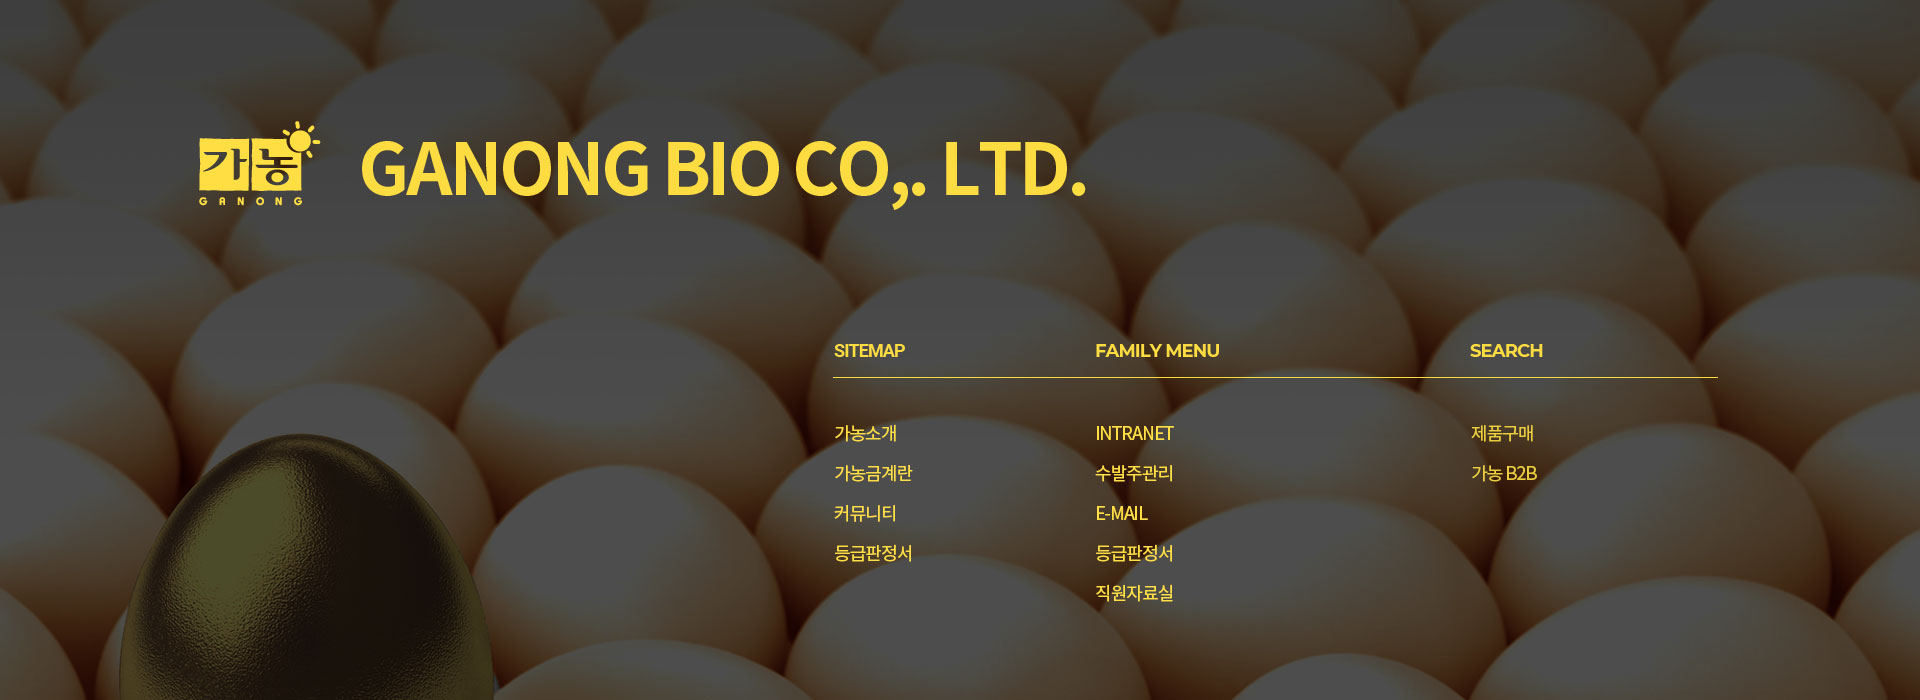 가농
GANONG
GANONG BIO CO,. LTD.
SITEMAP
가농소개
가농금계란
커뮤니티
등급판정서
FAMILY MENU
INTRANET
수발주관리
E-MAIL
등급판정서
직원자료실
SEARCH
제품구매
가농 B2B